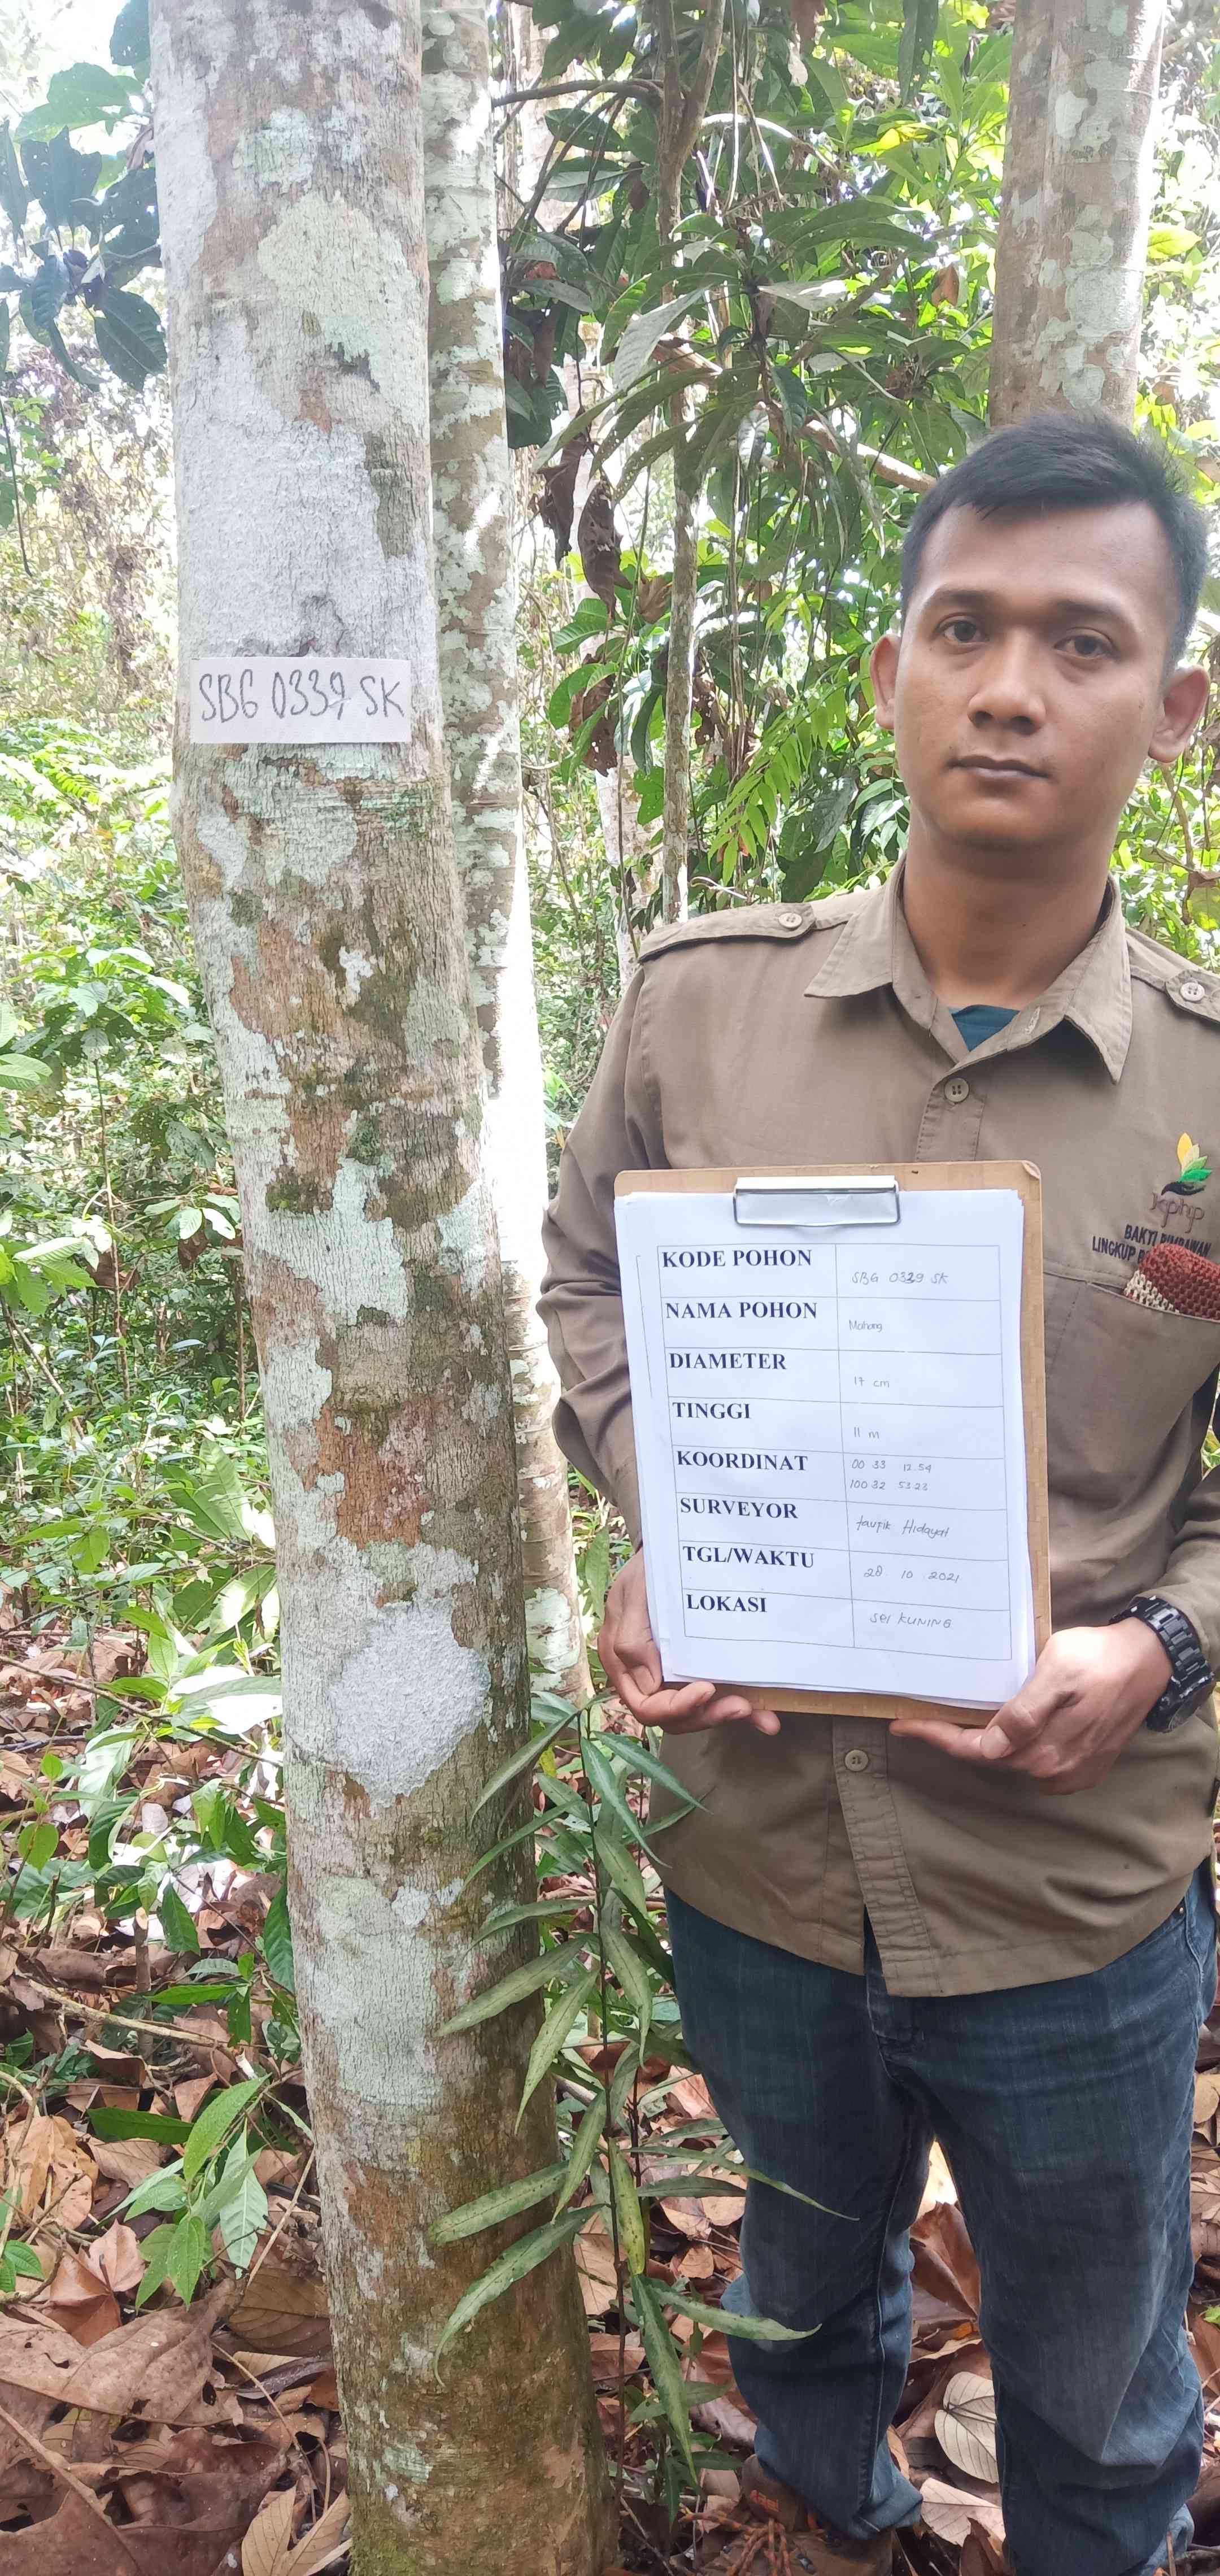 SBG 0339 SK
kphp
BAKTI RIMBAWAN
LINGKUP
KODE POHON SBG 0339 SK
NAMA POHON Mahang
DIAMETER 17 cm
TINGGI 11 m
KOORDINAT 00 33 12.54
100 32 53.23
SURVEYOR Taufik Hidayat
TGL/WAKTU 28 10 2021
LOKASI SEI KUNING